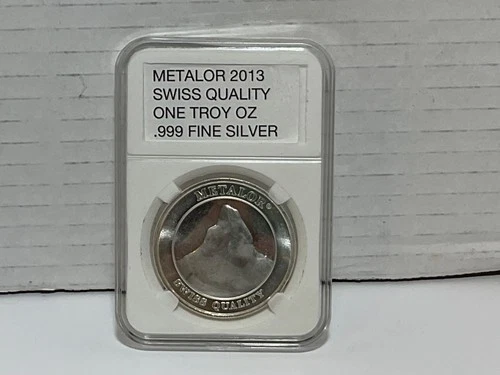 METALOR 2013
SWISS QUALITY
ONE TROY OZ
.999 FINE SILVER
METALOR®
SWISS QUALITY